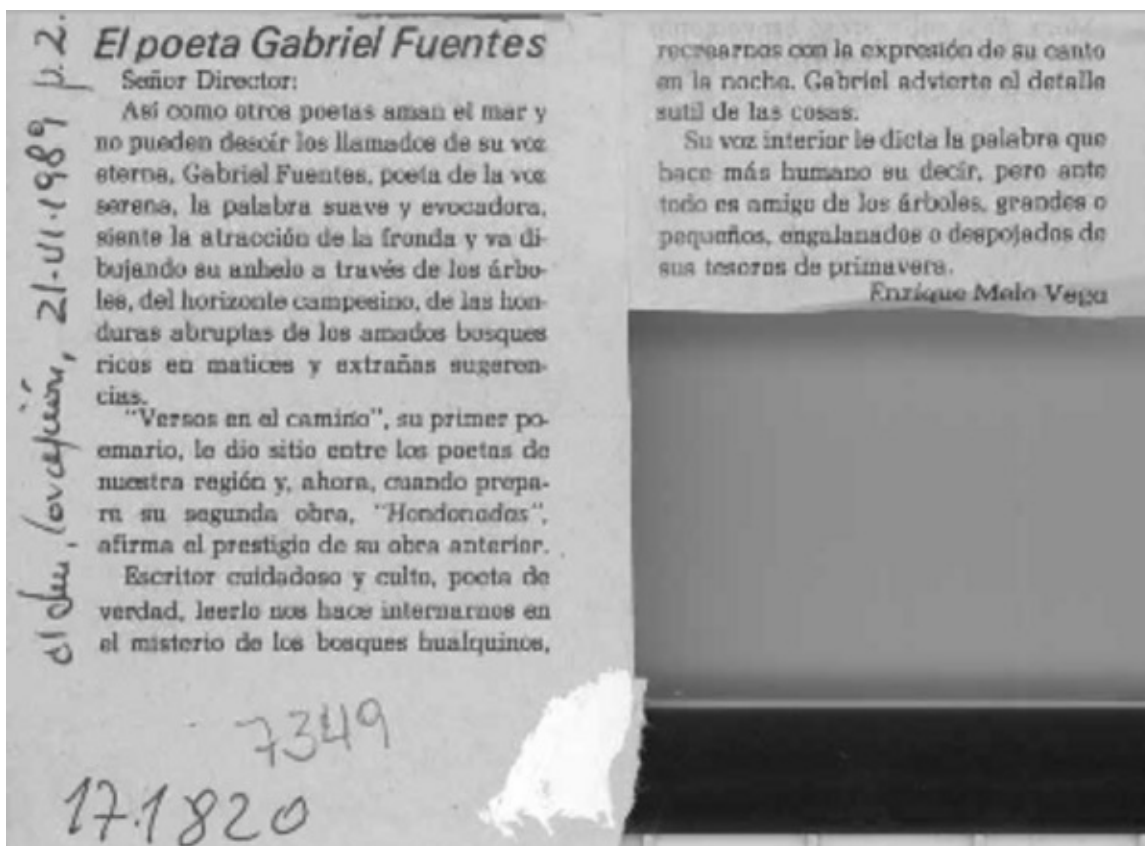 El poeta Gabriel Fuentes
Señor Director:
Así como otros poetas aman el mar y
no pueden desoír los llamados de su voz
eterna, Gabriel Fuentes, poeta de la voz
serena, la palabra suave y evocadora,
siente la atracción de la fronda y va di-
bujando su anhelo a través de los árbo-
les, del horizonte campesino, de las hon-
duras abruptas de los amados bosques
ricos en matices y extrañas sugeren-
cias.
"Versos en el camino", su primer po-
emario, le dio sitio entre los poetas de
nuestra región y, ahora, cuando prepa-
ra su segunda obra, "Hondonadas",
afirma el prestigio de su obra anterior.
Escritor cuidadoso y culto, poeta de
verdad, leerlo nos hace internarnos en
el misterio de los bosques hualquinos,
recrearnos con la expresión de su canto
en la noche. Gabriel advierte el detalle
sutil de las cosas.
Su voz interior le dicta la palabra que
hace más humano su decir, pero ante
todo es amigo de los árboles, grandes o
pequeños, engalanados o despojados de
sus tesoros de primavera.
Enrique Melo Vega
Concepción, 21-VI-1989 p.2.
7349
171820